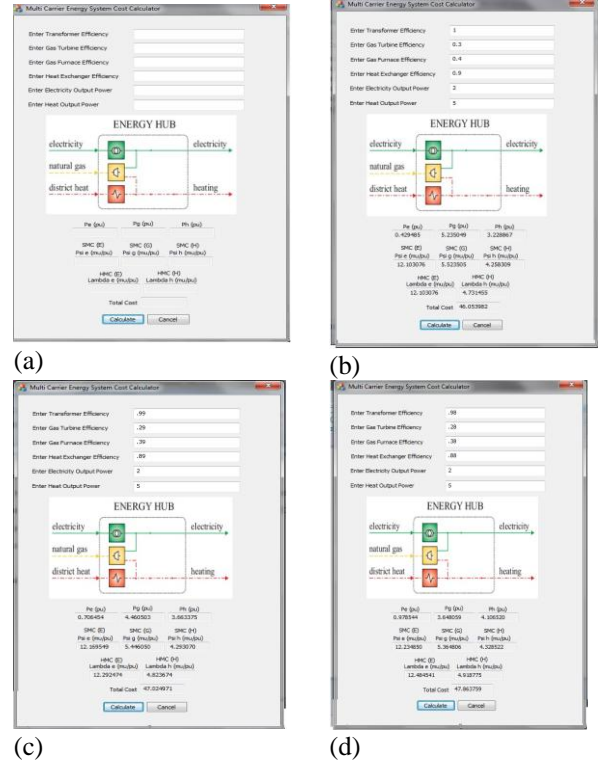 Multi Carrier Energy System Cost Calculator
Enter Transformer Efficiency
Enter Gas Turbine Efficiency
Enter Gas Furnace Efficiency
Enter Heat Exchanger Efficiency
Enter Electricity Output Power
Enter Heat Output Power
ENERGY HUB
electricity electricity
natural gas
district heat heating
Pe (pu) Pg (pu) Ph (pu)
SMC (E) SMC (G) SMC (H)
Psi e (mu/pu) Psi g (mu/pu) Psi h (mu/pu)
HMC (E) HMC (H)
Lambda e (mu/pu) Lambda h (mu/pu)
Total Cost
Calculate Cancel
(a)
Multi Carrier Energy System Cost Calculator
Enter Transformer Efficiency 1
Enter Gas Turbine Efficiency 0.3
Enter Gas Furnace Efficiency 0.4
Enter Heat Exchanger Efficiency 0.9
Enter Electricity Output Power 2
Enter Heat Output Power 5
ENERGY HUB
electricity electricity
natural gas
district heat heating
Pe (pu) Pg (pu) Ph (pu)
0.429485 5.235049 3.228867
SMC (E) SMC (G) SMC (H)
Psi e (mu/pu) Psi g (mu/pu) Psi h (mu/pu)
12.103076 5.523505 4.258309
HMC (E) HMC (H)
Lambda e (mu/pu) Lambda h (mu/pu)
12.103076 4.731455
Total Cost 46.053982
Calculate Cancel
(b)
Multi Carrier Energy System Cost Calculator
Enter Transformer Efficiency .99
Enter Gas Turbine Efficiency .29
Enter Gas Furnace Efficiency .39
Enter Heat Exchanger Efficiency .89
Enter Electricity Output Power 2
Enter Heat Output Power 5
ENERGY HUB
electricity electricity
natural gas
district heat heating
Pe (pu) Pg (pu) Ph (pu)
0.706454 4.460503 3.663375
SMC (E) SMC (G) SMC (H)
Psi e (mu/pu) Psi g (mu/pu) Psi h (mu/pu)
12.169549 5.446050 4.293070
HMC (E) HMC (H)
Lambda e (mu/pu) Lambda h (mu/pu)
12.292474 4.823674
Total Cost 47.024971
Calculate Cancel
(c)
Multi Carrier Energy System Cost Calculator
Enter Transformer Efficiency .98
Enter Gas Turbine Efficiency .28
Enter Gas Furnace Efficiency .38
Enter Heat Exchanger Efficiency .88
Enter Electricity Output Power 2
Enter Heat Output Power 5
ENERGY HUB
electricity electricity
natural gas
district heat heating
Pe (pu) Pg (pu) Ph (pu)
0.978544 3.648059 4.106520
SMC (E) SMC (G) SMC (H)
Psi e (mu/pu) Psi g (mu/pu) Psi h (mu/pu)
12.234850 5.364806 4.328522
HMC (E) HMC (H)
Lambda e (mu/pu) Lambda h (mu/pu)
12.484541 4.918775
Total Cost 47.863759
Calculate Cancel
(d)